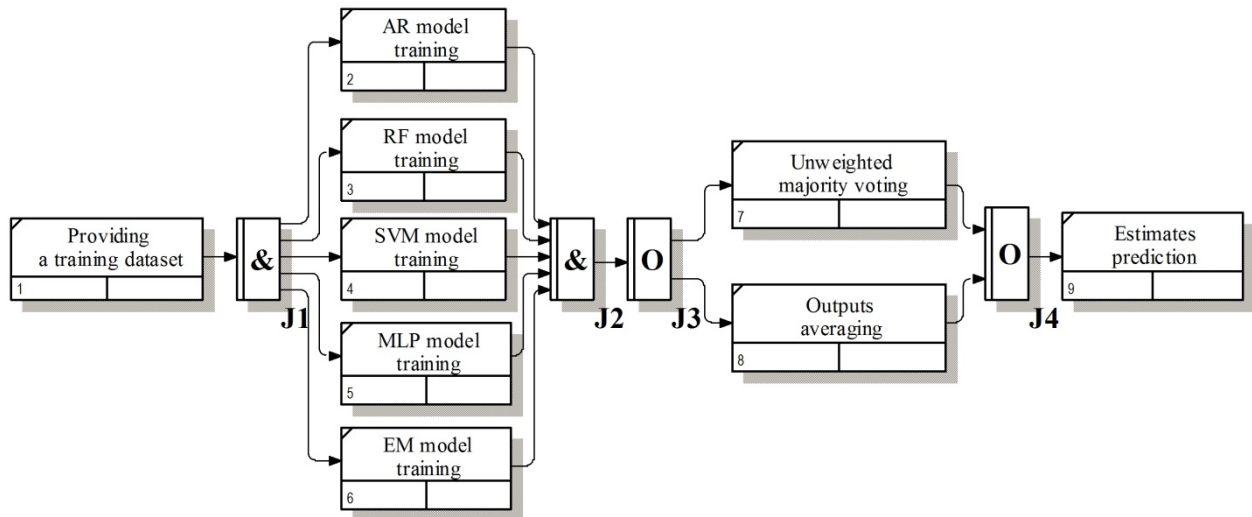 Providing
a training dataset
1
&
J1
AR model
training
2
RF model
training
3
SVM model
training
4
MLP model
training
5
EM model
training
6
&
J2
O
J3
Unweighted
majority voting
7
Outputs
averaging
8
O
J4
Estimates
prediction
9